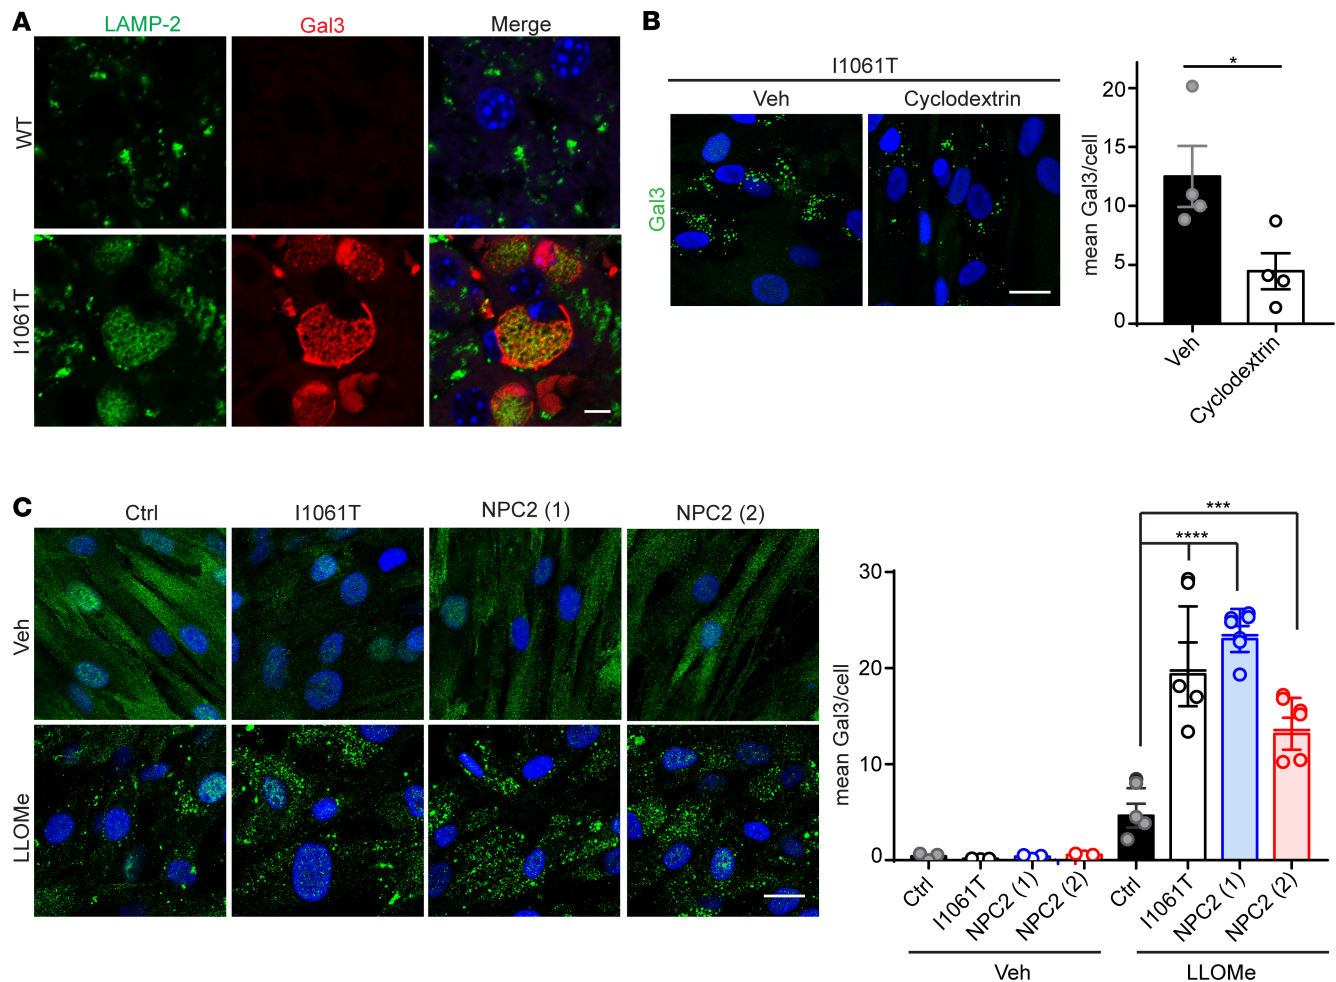 A
LAMP-2
Gal3
Merge
WT
I1061T
B
I1061T
Veh
Cyclodextrin
Gal3
*
mean Gal3/cell
20
15
10
5
0
Veh
Cyclodextrin
C
Ctrl
I1061T
NPC2 (1)
NPC2 (2)
Veh
LLOMe
***
****
mean Gal3/cell
30
20
10
0
Ctrl
I1061T
NPC2 (1)
NPC2 (2)
Ctrl
I1061T
NPC2 (1)
NPC2 (2)
Veh
LLOMe